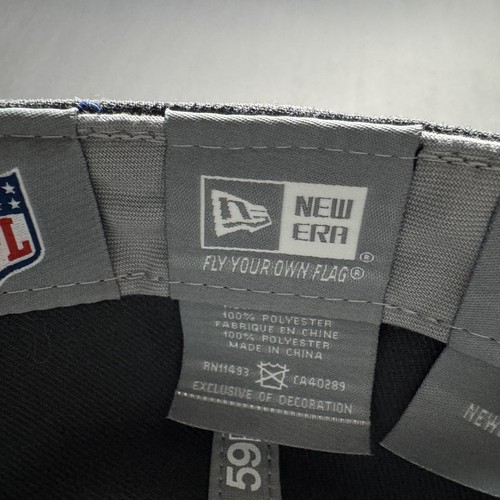 NEW
ERA®
FLY YOUR OWN FLAG®
100% POLYESTER
FABRIQUE EN CHINE
100% POLYESTER
MADE IN CHINA
RN11493 CA40289
EXCLUSIVE OF DECORATION
L
59
NEW